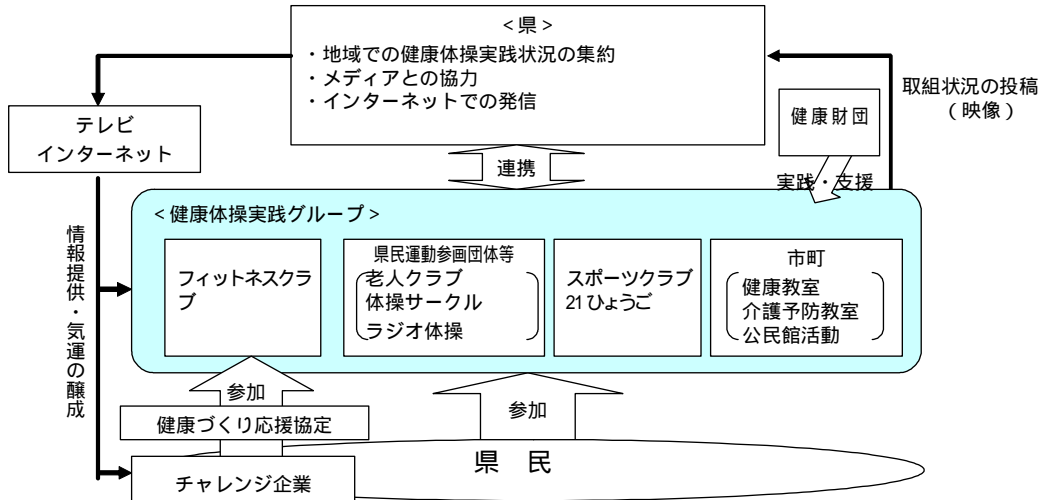 ＜県＞
・地域での健康体操実践状況の集約
・メディアとの協力
・インターネットでの発信
取組状況の投稿
（映像）
健康財団
テレビ
インターネット
連携
実践・支援
＜健康体操実践グループ＞
情報提供・気運の醸成
フィットネスクラ
ブ
県民運動参画団体等
老人クラブ
体操サークル
ラジオ体操
スポーツクラブ
21ひょうご
市町
健康教室
介護予防教室
公民館活動
参加
健康づくり応援協定
チャレンジ企業
参加
県　民